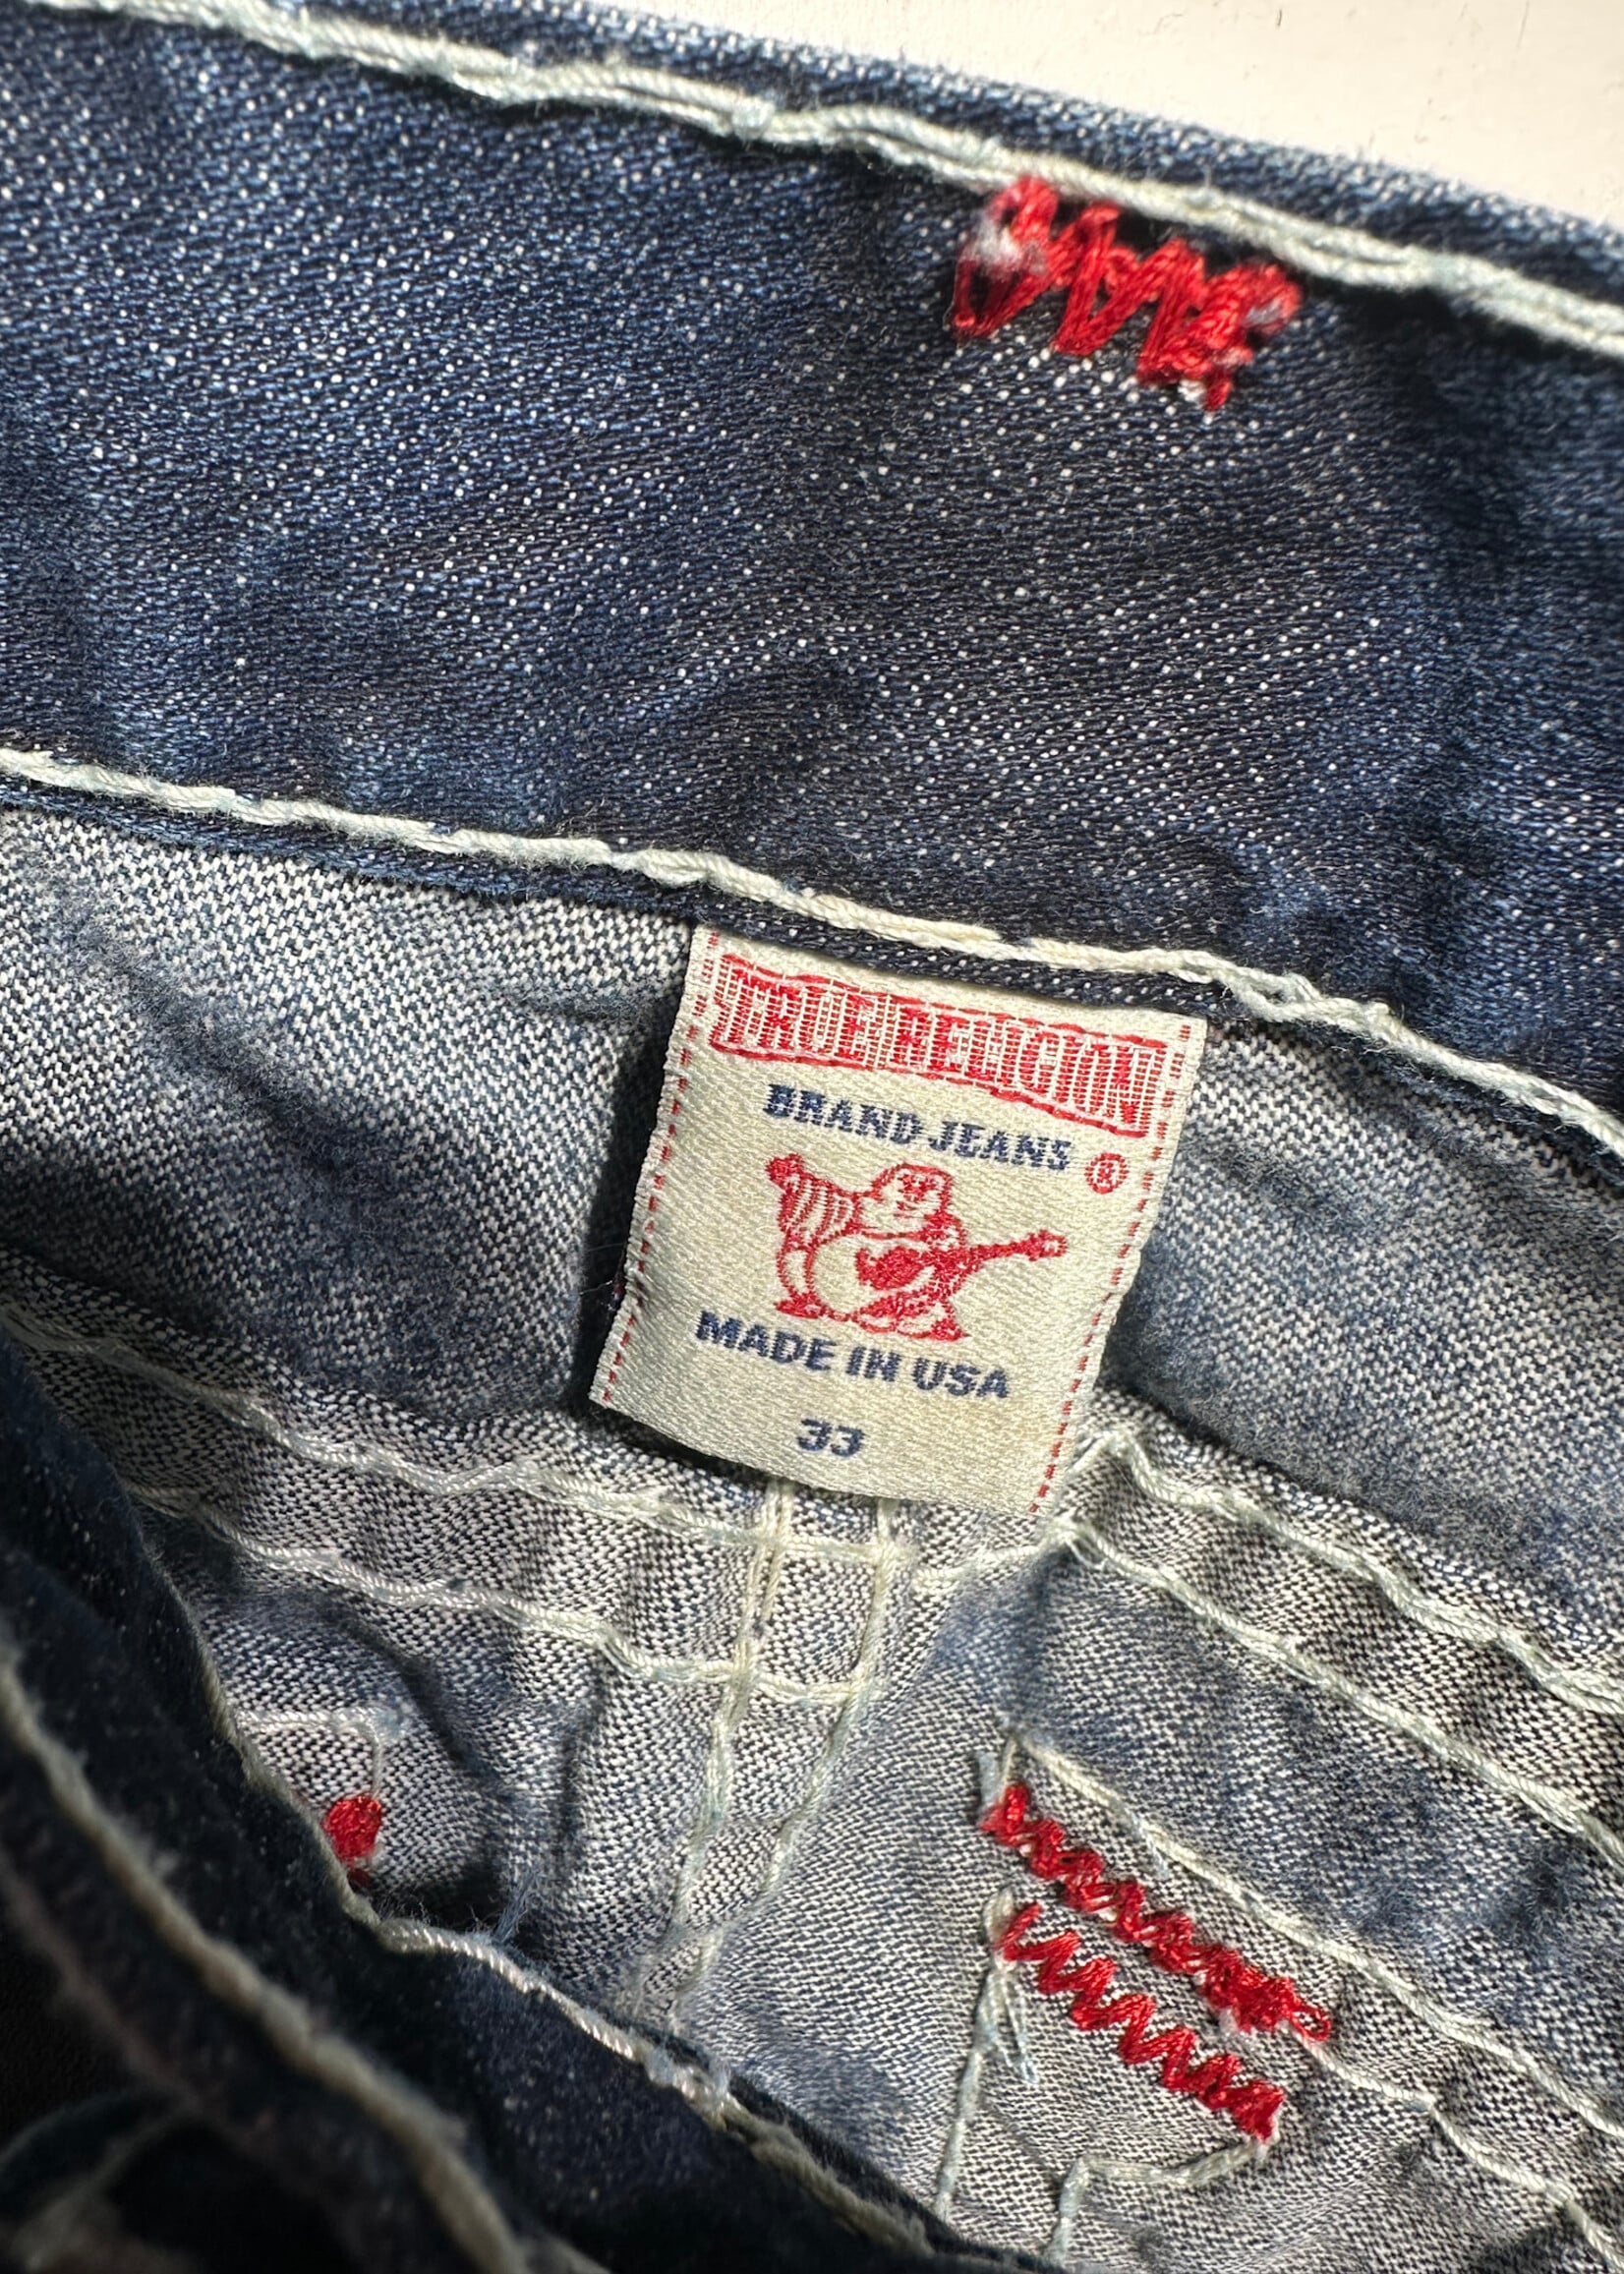 TRUE RELIGION
BRAND JEANS ®
MADE IN USA
33